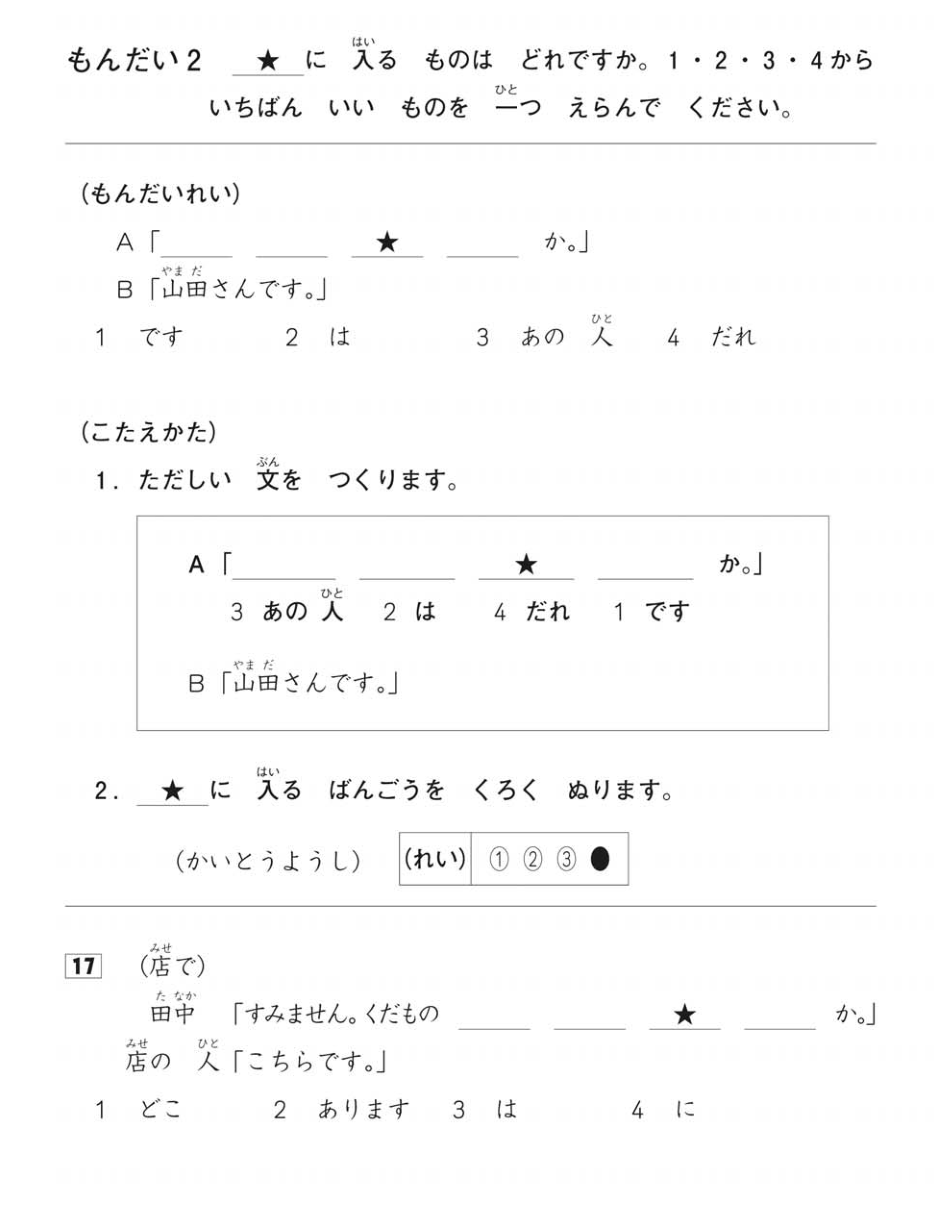 もんだい2　★に　入る　ものは　どれですか。1・2・3・4から
いちばん　いい　ものを　一つ　えらんで　ください。
(もんだいれい)
A「＿＿　＿＿　★　＿＿　か。」
B「山田さんです。」
1　です　2　は　3　あの　人　4　だれ
(こたえかた)
1.　ただしい　文を　つくります。
A「＿＿　＿＿　★　＿＿　か。」
3　あの　人　2　は　4　だれ　1　です
B「山田さんです。」
2.　★に　入る　ばんごうを　くろく　ぬります。
(かいとうようし)　(れい)　①　②　③　●
17　(店で)
田中　「すみません。くだもの　＿＿　＿＿　★　＿＿　か。」
店の　人「こちらです。」
1　どこ　2　あります　3　は　4　に